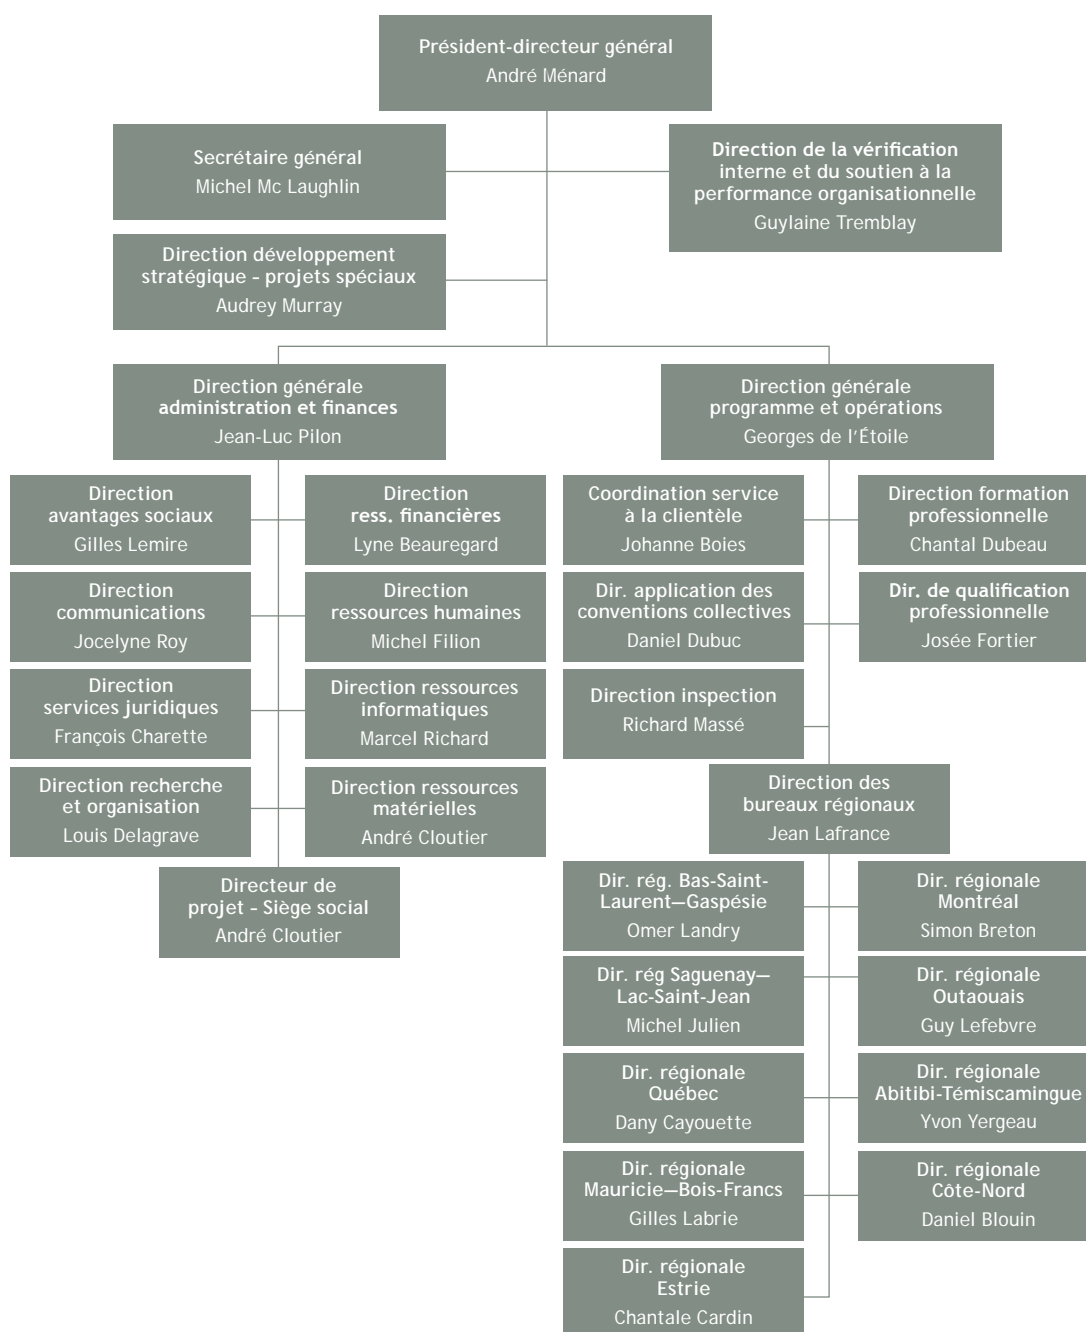 Président-directeur général
André Ménard
Secrétaire général
Michel Mc Laughlin
Direction de la vérification
interne et du soutien à la
performance organisationnelle
Guylaine Tremblay
Direction développement
stratégique - projets spéciaux
Audrey Murray
Direction générale
administration et finances
Jean-Luc Pilon
Direction générale
programme et opérations
Georges de l'Étoile
Direction
avantages sociaux
Gilles Lemire
Direction
ress. financières
Lyne Beauregard
Coordination service
à la clientèle
Johanne Boies
Direction formation
professionnelle
Chantal Dubeau
Direction
communications
Jocelyne Roy
Direction
ressources humaines
Michel Filion
Dir. application des
conventions collectives
Daniel Dubuc
Dir. de qualification
professionnelle
Josée Fortier
Direction
services juridiques
François Charette
Direction ressources
informatiques
Marcel Richard
Direction inspection
Richard Massé
Direction recherche
et organisation
Louis Delagrave
Direction ressources
matérielles
André Cloutier
Direction des
bureaux régionaux
Jean Lafrance
Directeur de
projet - Siège social
André Cloutier
Dir. rég. Bas-Saint-
Laurent—Gaspésie
Omer Landry
Dir. régionale
Montréal
Simon Breton
Dir. rég Saguenay—
Lac-Saint-Jean
Michel Julien
Dir. régionale
Outaouais
Guy Lefebvre
Dir. régionale
Québec
Dany Cayouette
Dir. régionale
Abitibi-Témiscamingue
Yvon Yergeau
Dir. régionale
Mauricie—Bois-Francs
Gilles Labrie
Dir. régionale
Côte-Nord
Daniel Blouin
Dir. régionale
Estrie
Chantale Cardin